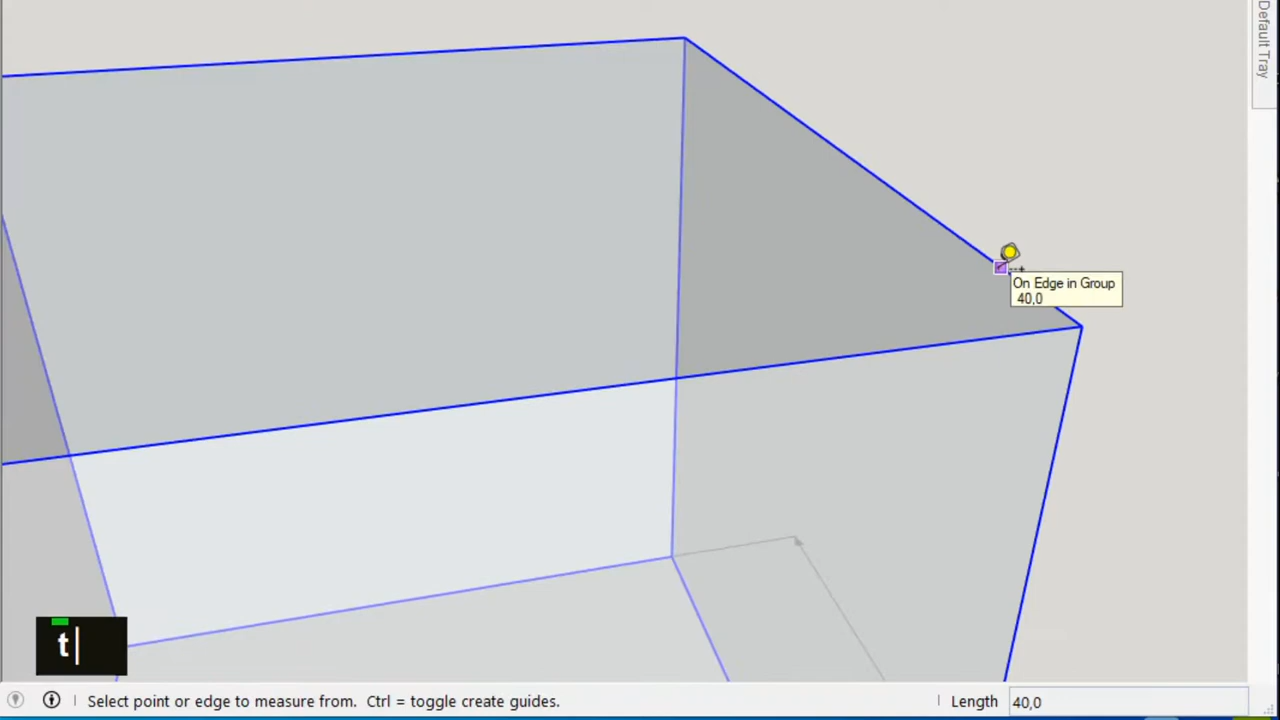 Default Tray
On Edge in Group
40,0
t
Select point or edge to measure from. Ctrl = toggle create guides.
Length 40,0